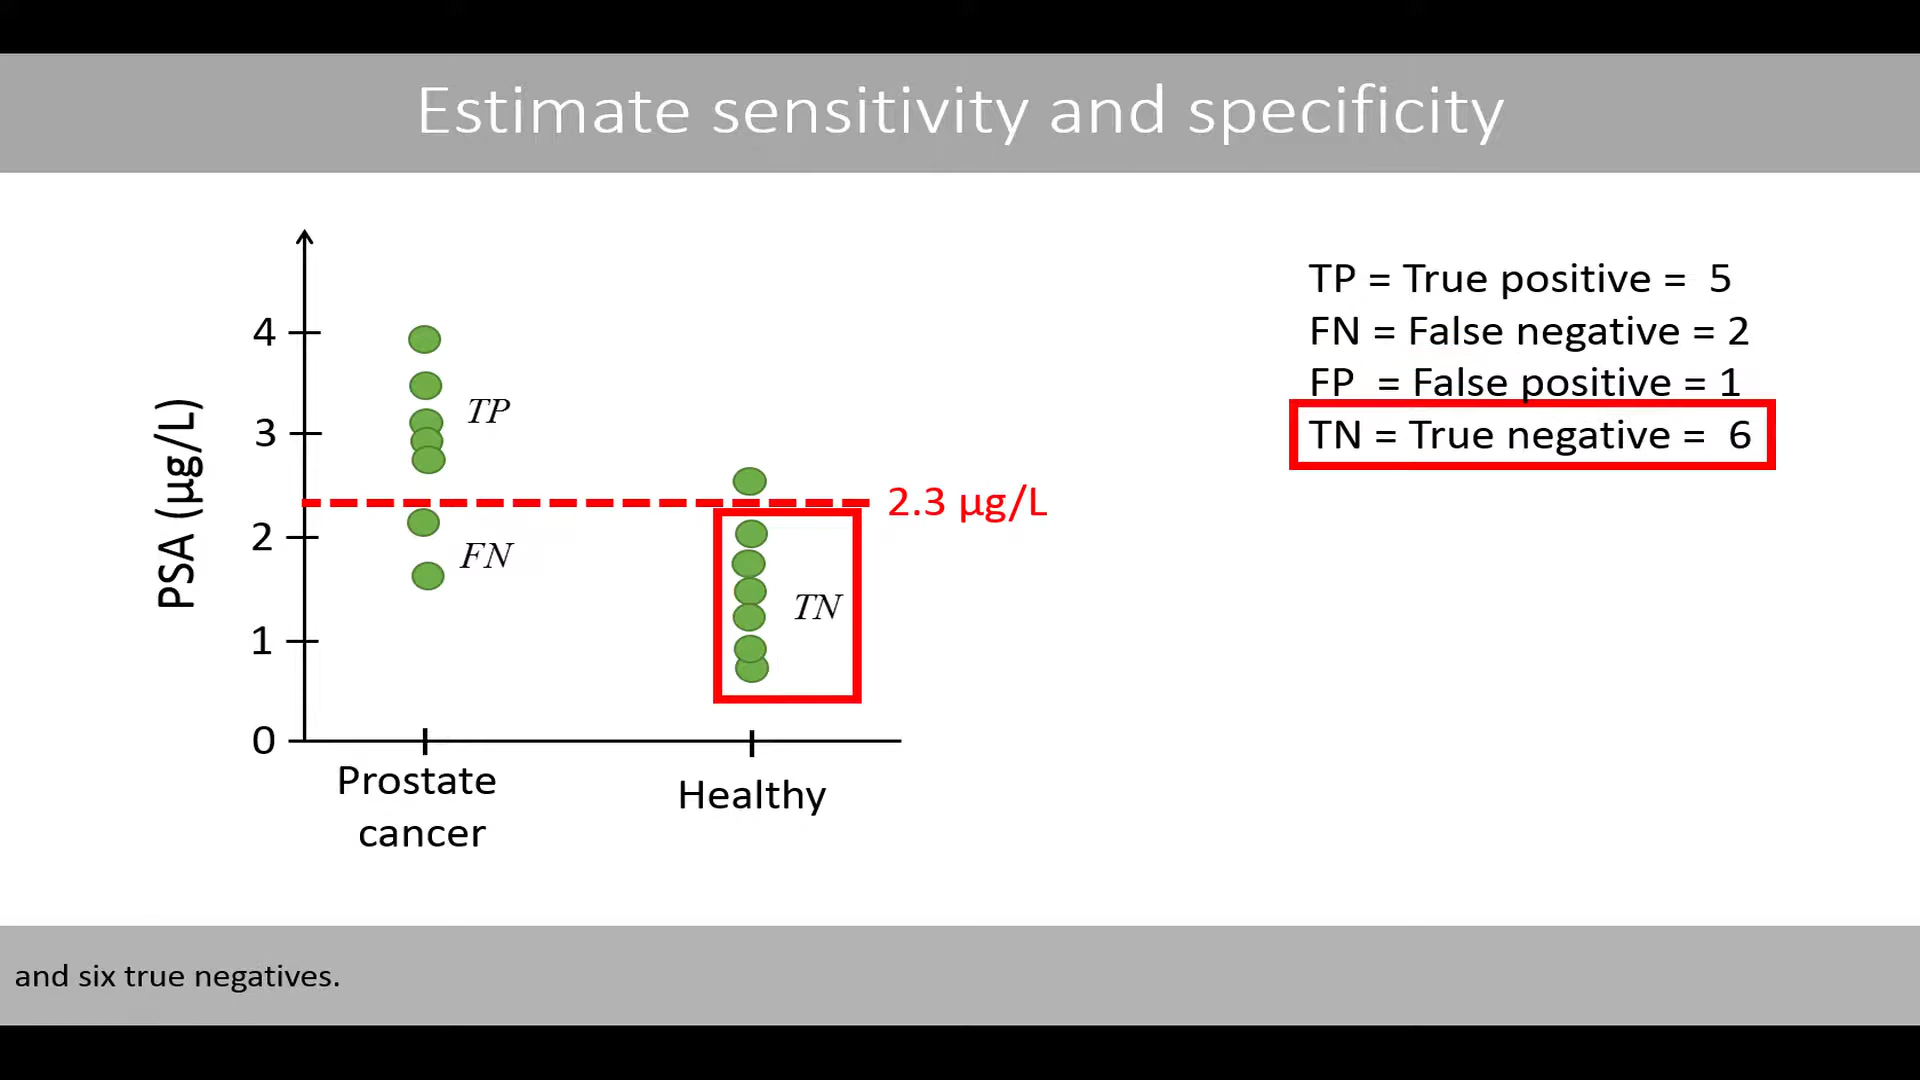 Estimate sensitivity and specificity
PSA (µg/L)
4
3
2
1
0
TP
FN
TN
2.3 µg/L
Prostate
cancer
Healthy
TP = True positive = 5
FN = False negative = 2
FP = False positive = 1
TN = True negative = 6
and six true negatives.